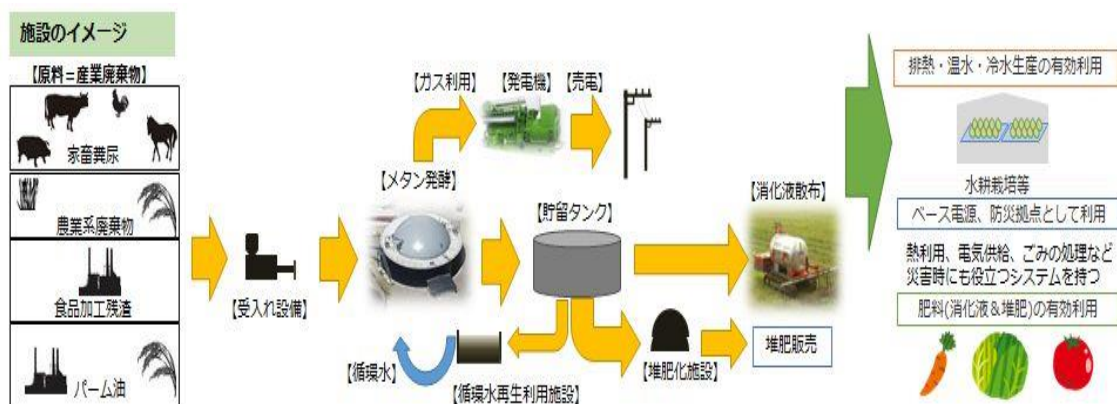 施設のイメージ
【原料=産業廃棄物】
家畜糞尿
農業系廃棄物
食品加工残渣
パーム油
【受入れ設備】
【メタン発酵】
【ガス利用】
【発電機】
【売電】
【貯留タンク】
【消化液散布】
【循環水】
【循環水再生利用施設】
【堆肥化施設】
堆肥販売
排熱・温水・冷水生産の有効利用
水耕栽培等
ベース電源、防災拠点として利用
熱利用、電気供給、ごみの処理など
災害時にも役立つシステムを持つ
肥料(消化液&堆肥)の有効利用